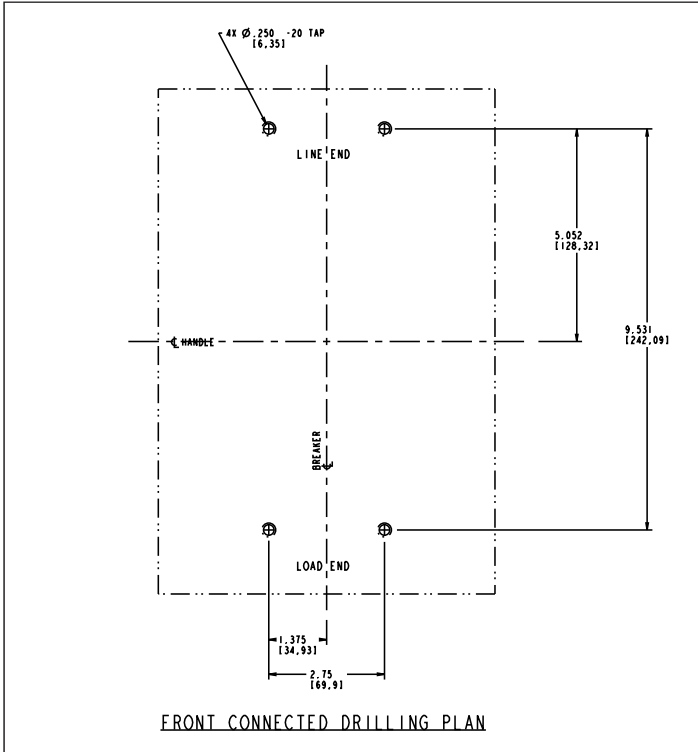 4X Ø.250 -20 TAP
[6,35]
LINE END
5.052
[128,32]
9.531
[242,09]
℄ HANDLE
BREAKER ℄
LOAD END
1.375
[34,93]
2.75
[69,9]
FRONT CONNECTED DRILLING PLAN